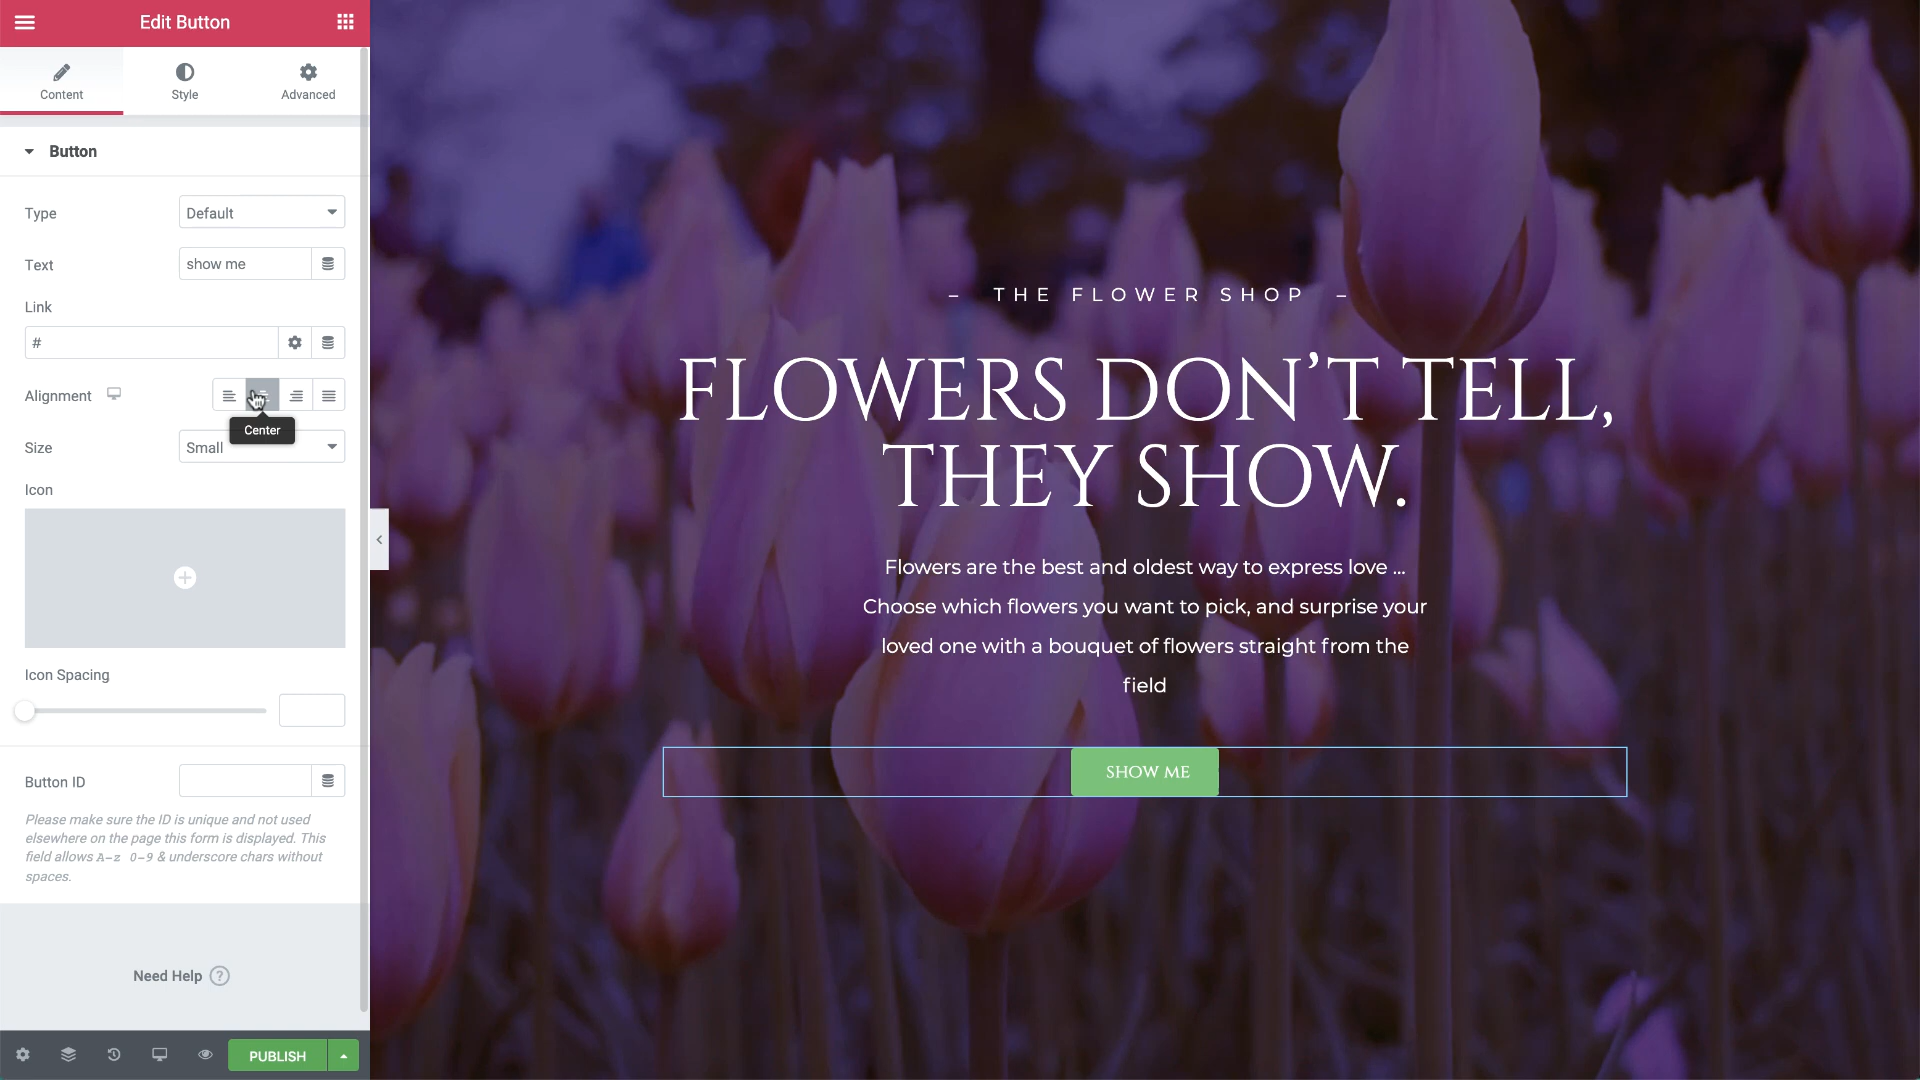 Edit Button
Content
Style
Advanced
Button
Type
Default
Text
show me
Link
#
Alignment
Center
Size
Small
Icon
Icon Spacing
Button ID
Please make sure the ID is unique and not used
elsewhere on the page this form is displayed. This
field allows A-z 0-9 & underscore chars without
spaces.
Need Help ?
PUBLISH
– THE FLOWER SHOP –
FLOWERS DON’T TELL,
THEY SHOW.
Flowers are the best and oldest way to express love ...
Choose which flowers you want to pick, and surprise your
loved one with a bouquet of flowers straight from the
field
SHOW ME